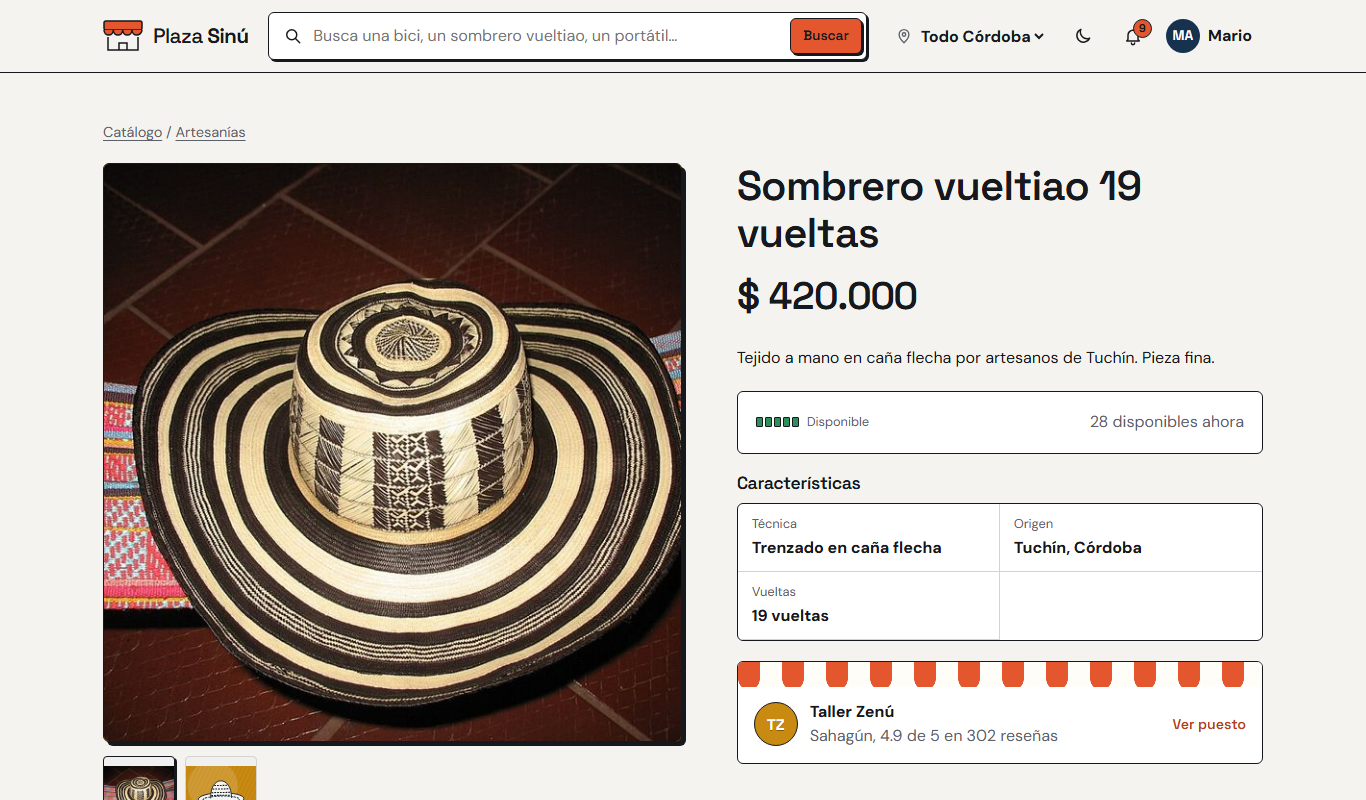 Plaza Sinú
Busca una bici, un sombrero vueltiao, un portátil...
Buscar
Todo Córdoba
9
MA
Mario
Catálogo / Artesanías
Sombrero vueltiao 19
vueltas
$ 420.000
Tejido a mano en caña flecha por artesanos de Tuchín. Pieza fina.
Disponible
28 disponibles ahora
Características
Técnica
Trenzado en caña flecha
Origen
Tuchín, Córdoba
Vueltas
19 vueltas
TZ
Taller Zenú
Sahagún, 4.9 de 5 en 302 reseñas
Ver puesto